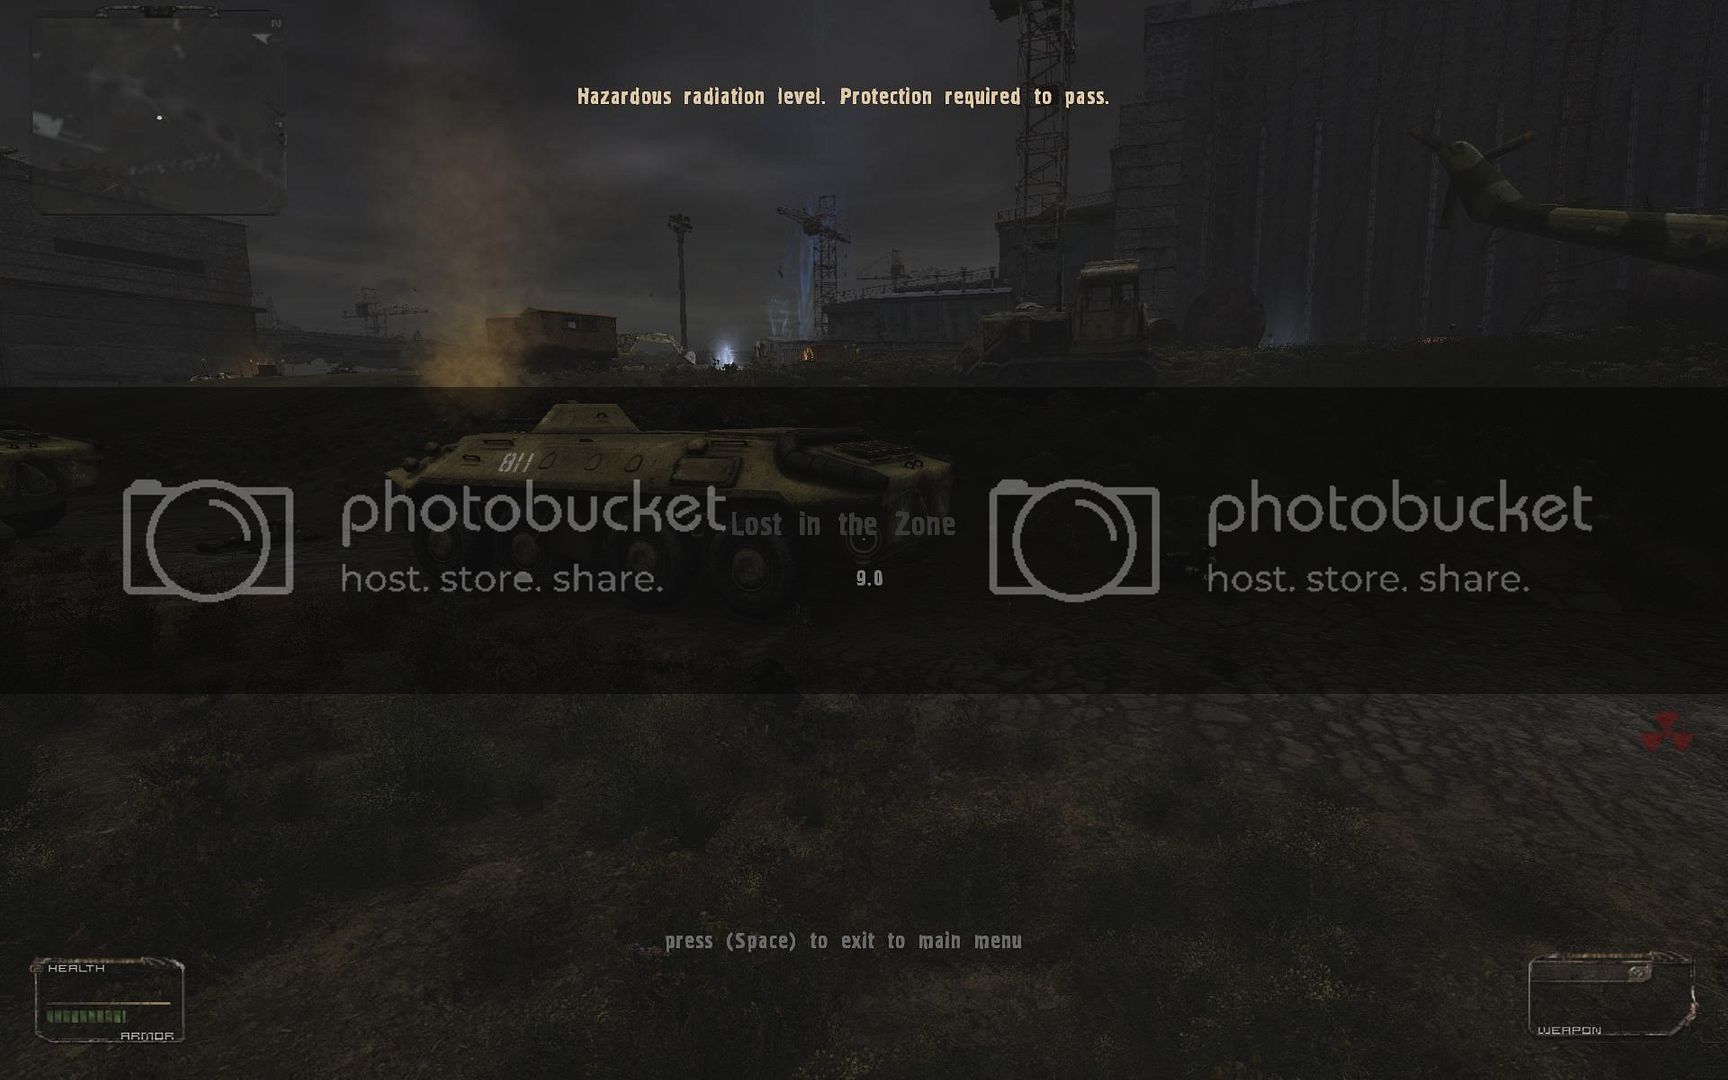 Hazardous radiation level. Protection required to pass.
811
photobucket
host. store. share.
Lost in the Zone
9.0
photobucket
host. store. share.
press (Space) to exit to main menu
HEALTH
ARMOR
WEAPON